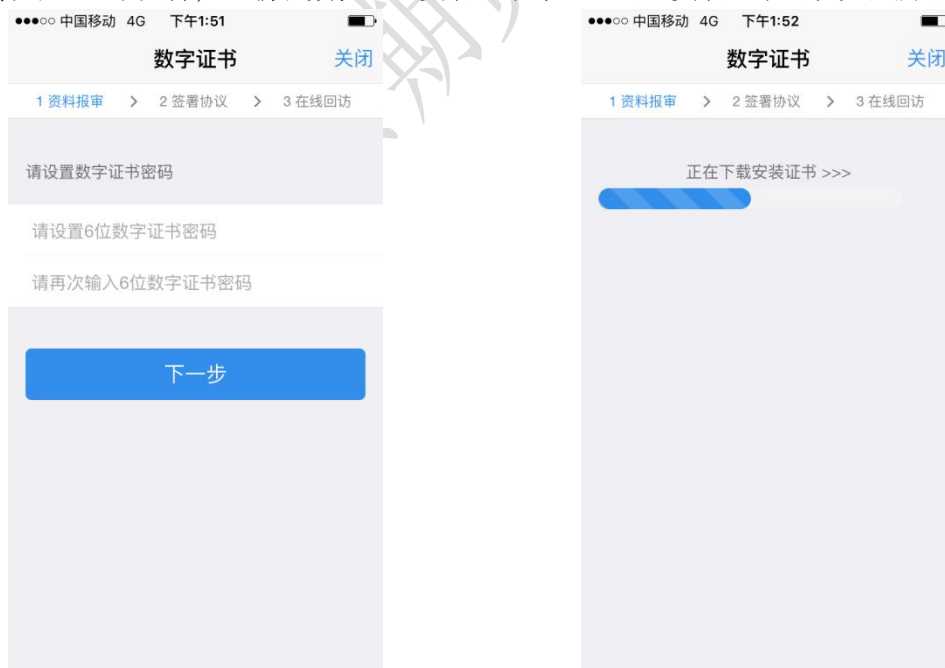 中国移动 4G 下午1:51
数字证书 关闭
1 资料报审 > 2 签署协议 > 3 在线回访
请设置数字证书密码
请设置6位数字证书密码
请再次输入6位数字证书密码
下一步
中国移动 4G 下午1:52
数字证书 关闭
1 资料报审 > 2 签署协议 > 3 在线回访
正在下载安装证书 >>>
期